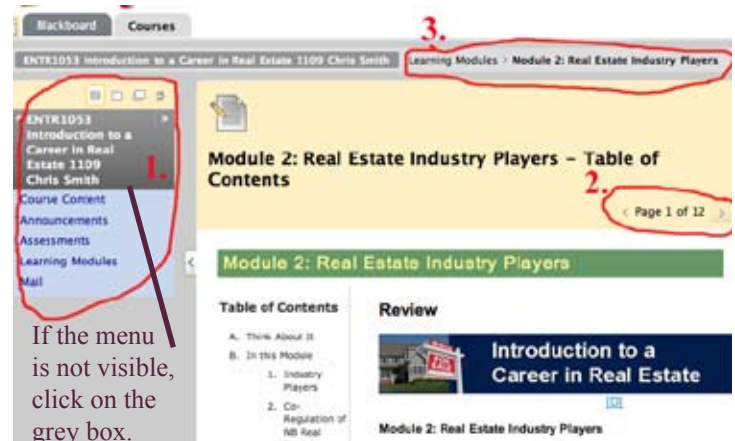 Blackboard Courses
3.
ENTR1053 Introduction to a Career in Real Estate 1109 Chris Smith
Learning Modules > Module 2: Real Estate Industry Players
ENTR1053
Introduction to a
Career in Real
Estate 1109
Chris Smith
1.
Course Content
Announcements
Assessments
Learning Modules
Mail
If the menu
is not visible,
click on the
grey box.
Module 2: Real Estate Industry Players – Table of
Contents
2.
< Page 1 of 12 >
Module 2: Real Estate Industry Players
Table of Contents
A. Think About It
B. In this Module
1. Industry
Players
2. Co-
Regulation of
NB Real
Review
Introduction to a
Career in Real Estate
[D]
Module 2: Real Estate Industry Players